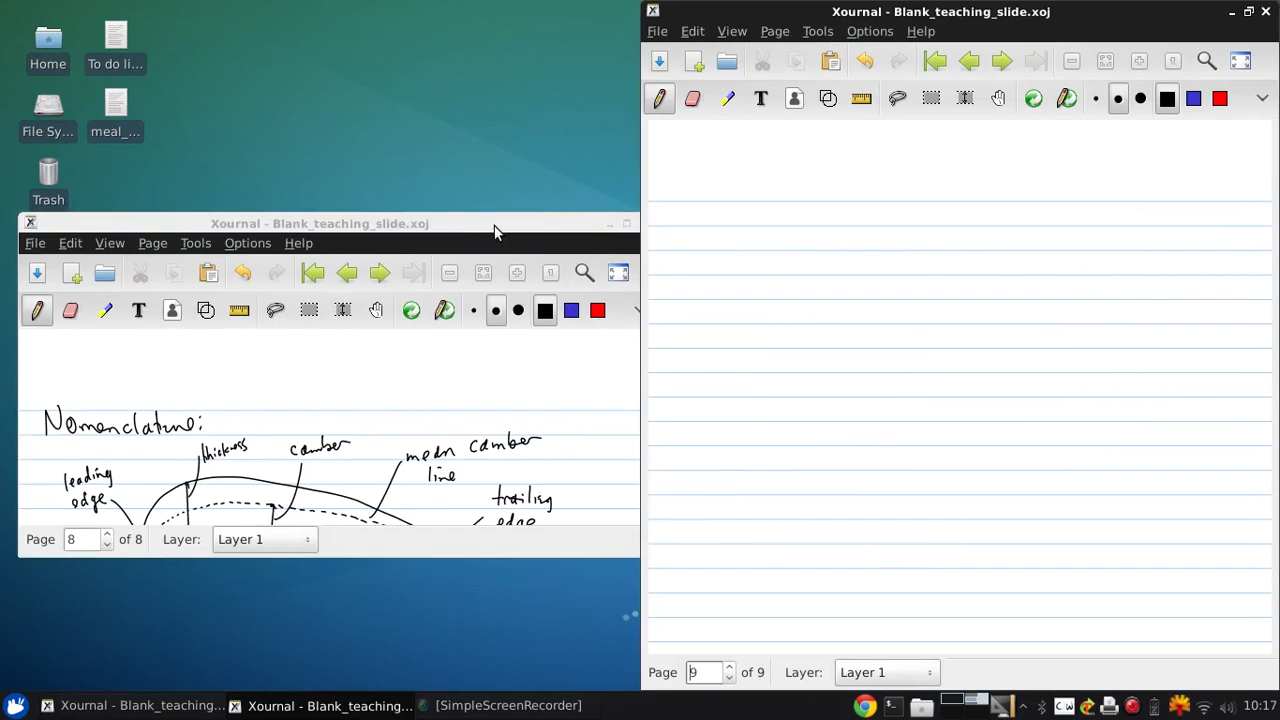 Home
To do li...
File Sy...
meal_...
Trash
Xournal - Blank_teaching_slide.xoj
File Edit View Page Tools Options Help
T
Nomenclature:
thickness
camber
mean camber
line
leading
edge
trailing
edge
Page 8 of 8 Layer: Layer 1
Xournal - Blank_teaching_slide.xoj
File Edit View Page Tools Options Help
T
Page 9 of 9 Layer: Layer 1
Xournal - Blank_teaching...
Xournal - Blank_teaching...
[SimpleScreenRecorder]
CW
10:17